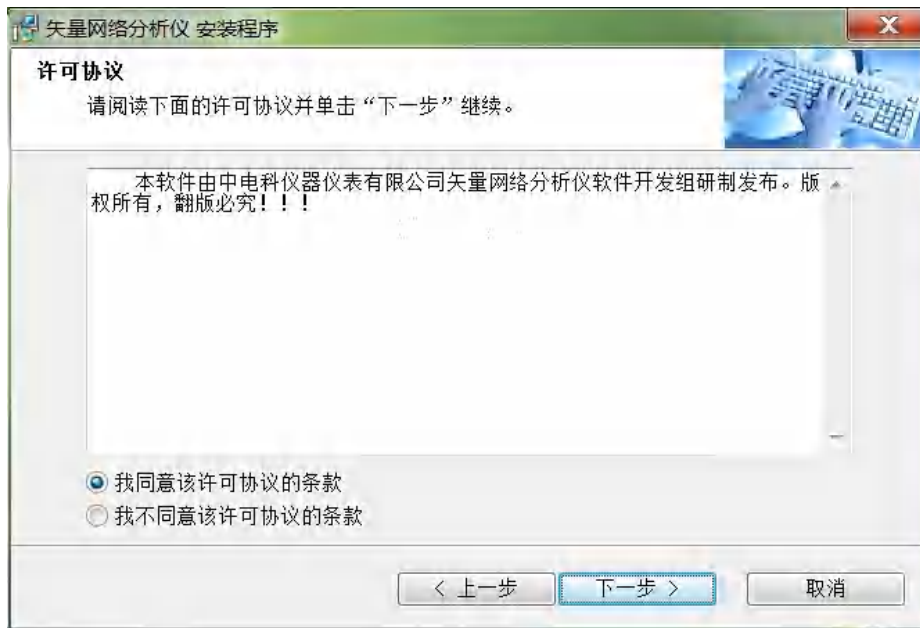 矢量网络分析仪 安装程序
许可协议
请阅读下面的许可协议并单击“下一步”继续。
本软件由中电科仪器仪表有限公司矢量网络分析仪软件开发组研制发布。版
权所有，翻版必究！！！
我同意该许可协议的条款
我不同意该许可协议的条款
< 上一步
下一步 >
取消